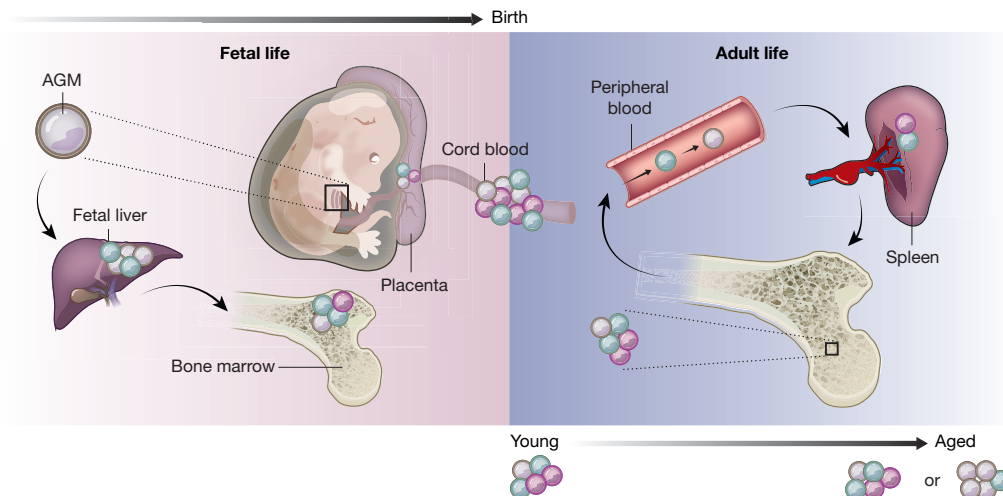 Birth
Fetal life
Adult life
AGM
Peripheral
blood
Cord blood
Fetal liver
Spleen
Placenta
Bone marrow
Young
Aged
or